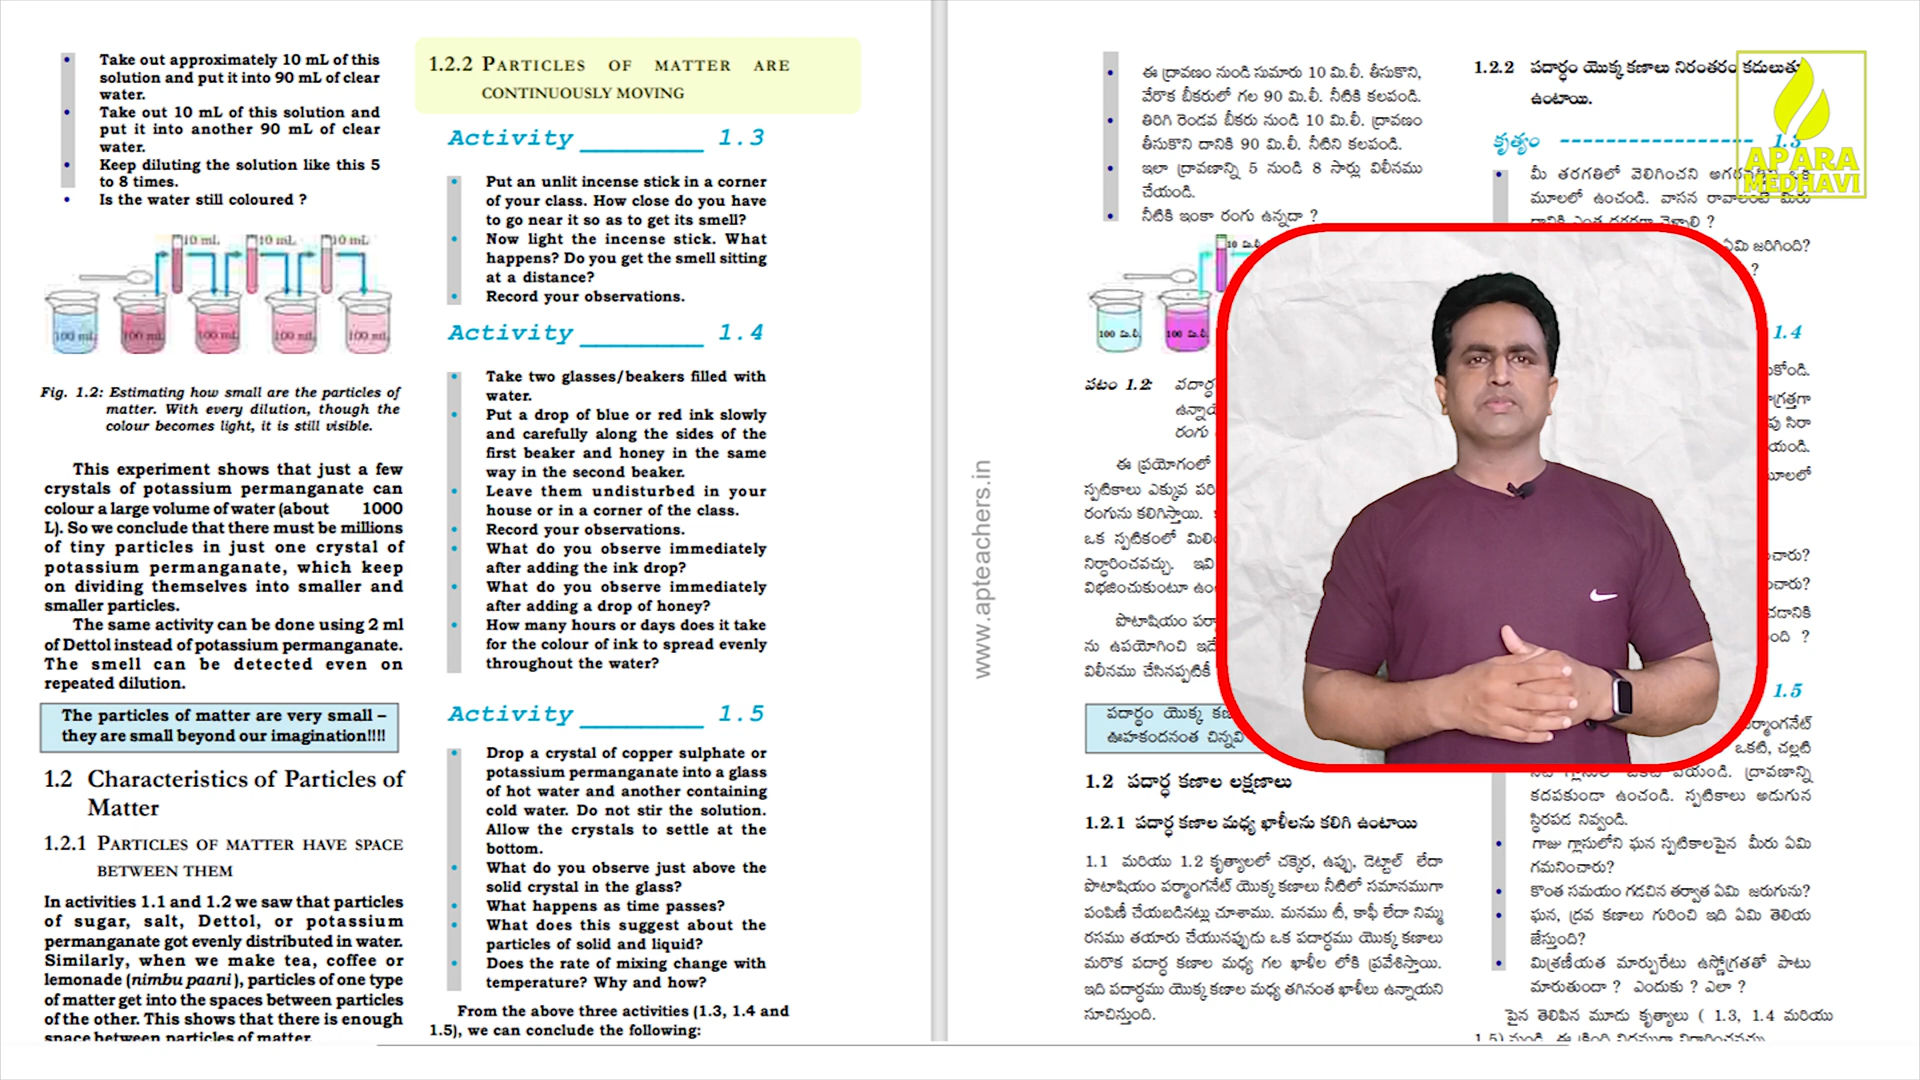 Take out approximately 10 mL of this
solution and put it into 90 mL of clear
water.
Take out 10 mL of this solution and
put it into another 90 mL of clear
water.
Keep diluting the solution like this 5
to 8 times.
Is the water still coloured ?
10 mL 10 mL 10 mL
100 mL 100 mL 100 mL 100 mL 100 mL
Fig. 1.2: Estimating how small are the particles of
matter. With every dilution, though the
colour becomes light, it is still visible.
This experiment shows that just a few
crystals of potassium permanganate can
colour a large volume of water (about 1000
L). So we conclude that there must be millions
of tiny particles in just one crystal of
potassium permanganate, which keep
on dividing themselves into smaller and
smaller particles.
The same activity can be done using 2 ml
of Dettol instead of potassium permanganate.
The smell can be detected even on
repeated dilution.
The particles of matter are very small –
they are small beyond our imagination!!!!
1.2 Characteristics of Particles of
Matter
1.2.1 PARTICLES OF MATTER HAVE SPACE
BETWEEN THEM
In activities 1.1 and 1.2 we saw that particles
of sugar, salt, Dettol, or potassium
permanganate got evenly distributed in water.
Similarly, when we make tea, coffee or
lemonade (nimbu paani ), particles of one type
of matter get into the spaces between particles
of the other. This shows that there is enough
space between particles of matter.
1.2.2 PARTICLES OF MATTER ARE
CONTINUOUSLY MOVING
Activity ________ 1.3
Put an unlit incense stick in a corner
of your class. How close do you have
to go near it so as to get its smell?
Now light the incense stick. What
happens? Do you get the smell sitting
at a distance?
Record your observations.
Activity ________ 1.4
Take two glasses/beakers filled with
water.
Put a drop of blue or red ink slowly
and carefully along the sides of the
first beaker and honey in the same
way in the second beaker.
Leave them undisturbed in your
house or in a corner of the class.
Record your observations.
What do you observe immediately
after adding the ink drop?
What do you observe immediately
after adding a drop of honey?
How many hours or days does it take
for the colour of ink to spread evenly
throughout the water?
Activity ________ 1.5
Drop a crystal of copper sulphate or
potassium permanganate into a glass
of hot water and another containing
cold water. Do not stir the solution.
Allow the crystals to settle at the
bottom.
What do you observe just above the
solid crystal in the glass?
What happens as time passes?
What does this suggest about the
particles of solid and liquid?
Does the rate of mixing change with
temperature? Why and how?
From the above three activities (1.3, 1.4 and
1.5), we can conclude the following:
www.apteachers.in
ఈ ద్రావణం నుండి సుమారు 10 మి.లీ. తీసుకొని,
వేరొక బీకరులో గల 90 మి.లీ. నీటికి కలపండి.
తిరిగి రెండవ బీకరు నుండి 10 మి.లీ. ద్రావణం
తీసుకొని దానికి 90 మి.లీ. నీటిని కలపండి.
ఇలా ద్రావణాన్ని 5 నుండి 8 సార్లు విలీనము
చేయండి.
నీటికి ఇంకా రంగు ఉన్నదా ?
10 మి.లీ.
100 మి.లీ. 100 మి.లీ.
పటం 1.2:
రంగు
ఈ ప్రయోగంలో
స్పటికాలు ఎక్కువ
రంగును కలిగిస్తాయి.
ఒక స్పటికంలో
నిర్ధారించవచ్చు. ఇవి
విభజించుకుంటూ
పొటాషియం
ను ఉపయోగించి
విలీనము చేసినప్పటికీ
పదార్థం యొక్క
ఊహకందనంత చిన్నవి
1.2 పదార్థ కణాల లక్షణాలు
1.2.1 పదార్థ కణాల మధ్య ఖాళీలను కలిగి ఉంటాయి
1.1 మరియు 1.2 కృత్యాలలో చక్కెర, ఉప్పు, డెట్టాల్ లేదా
పొటాషియం పర్మాంగనేట్ యొక్క కణాలు నీటిలో సమానముగా
పంపిణీ చేయబడినట్లు చూశాము. మనము టీ, కాఫీ లేదా నిమ్మ
రసము తయారు చేయునప్పుడు ఒక పదార్థము యొక్క కణాలు
మరొక పదార్థ కణాల మధ్య గల ఖాళీల లోకి ప్రవేశిస్తాయి.
ఇది పదార్థము యొక్క కణాల మధ్య తగినంత ఖాళీలు ఉన్నాయని
సూచిస్తుంది.
1.2.2 పదార్థం యొక్క కణాలు నిరంతరం కదులుతు
ఉంటాయి.
కృత్యం ------------------ 1.3
మీ తరగతిలో వెలిగించని
మూలలో ఉంచండి. వాసన రావాలంటే మీరు
దానికి ఎంత దగ్గరగా వెళ్ళాలి ?
ఏమి జరిగింది?
?
1.4
సిరా
1.5
ఒకటి, చల్లటి
వేయండి. ద్రావణాన్ని
కదపకుండా ఉంచండి. స్పటికాలు అడుగున
స్థిరపడ నివ్వండి.
గాజు గ్లాసులోని ఘన స్పటికాలపైన మీరు ఏమి
గమనించారు?
కొంత సమయం గడచిన తర్వాత ఏమి జరుగును?
ఘన, ద్రవ కణాలు గురించి ఇది ఏమి తెలియ
జేస్తుంది?
మిశ్రణీయత మార్పురేటు ఉష్ణోగ్రతతో పాటు
మారుతుందా ? ఎందుకు ? ఎలా ?
పైన తెలిపిన మూడు కృత్యాలు ( 1.3, 1.4 మరియు
APARA
MEDHAVI